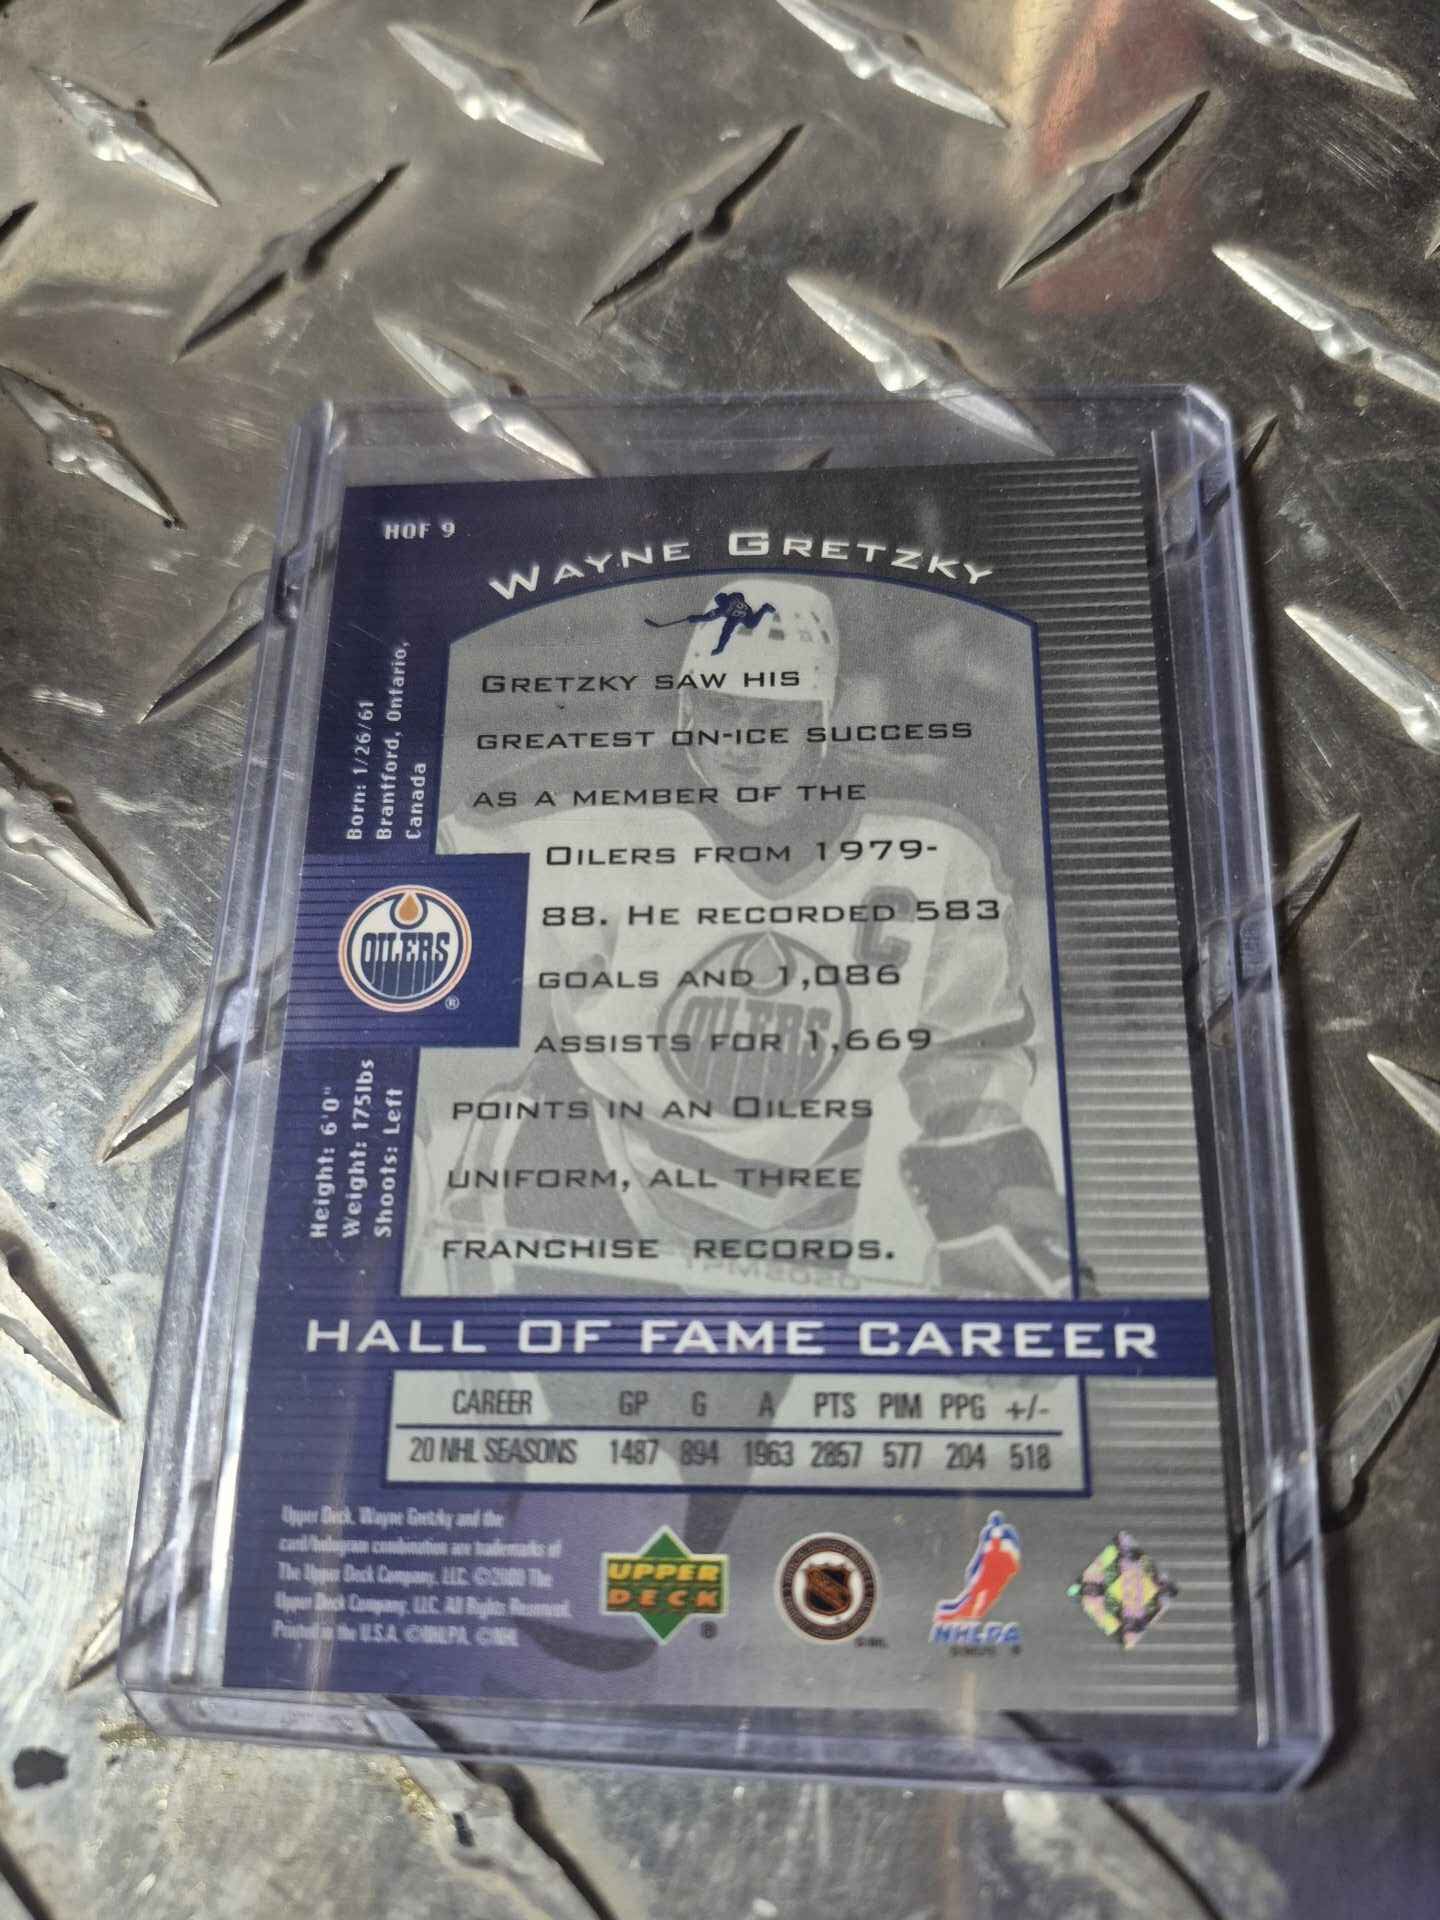 HOF 9
WAYNE GRETZKY
99
GRETZKY SAW HIS
GREATEST ON-ICE SUCCESS
AS A MEMBER OF THE
OILERS FROM 1979-
88. HE RECORDED 583
GOALS AND 1,086
ASSISTS FOR 1,669
POINTS IN AN OILERS
UNIFORM, ALL THREE
FRANCHISE RECORDS.
Born: 1/26/61
Brantford, Ontario,
Canada
OILERS
®
C
OILERS
Height: 6'0"
Weight: 175lbs
Shoots: Left
TPM2020
HALL OF FAME CAREER
CAREER GP G A PTS PIM PPG +/-
20 NHL SEASONS 1487 894 1963 2857 577 204 518
Upper Deck, Wayne Gretzky and the
card/hologram combination are trademarks of
The Upper Deck Company, LLC. ©2000 The
Upper Deck Company, LLC. All Rights Reserved.
Printed in the U.S.A. ©NHLPA. ©NHL
UPPER
DECK
®
NHLPA